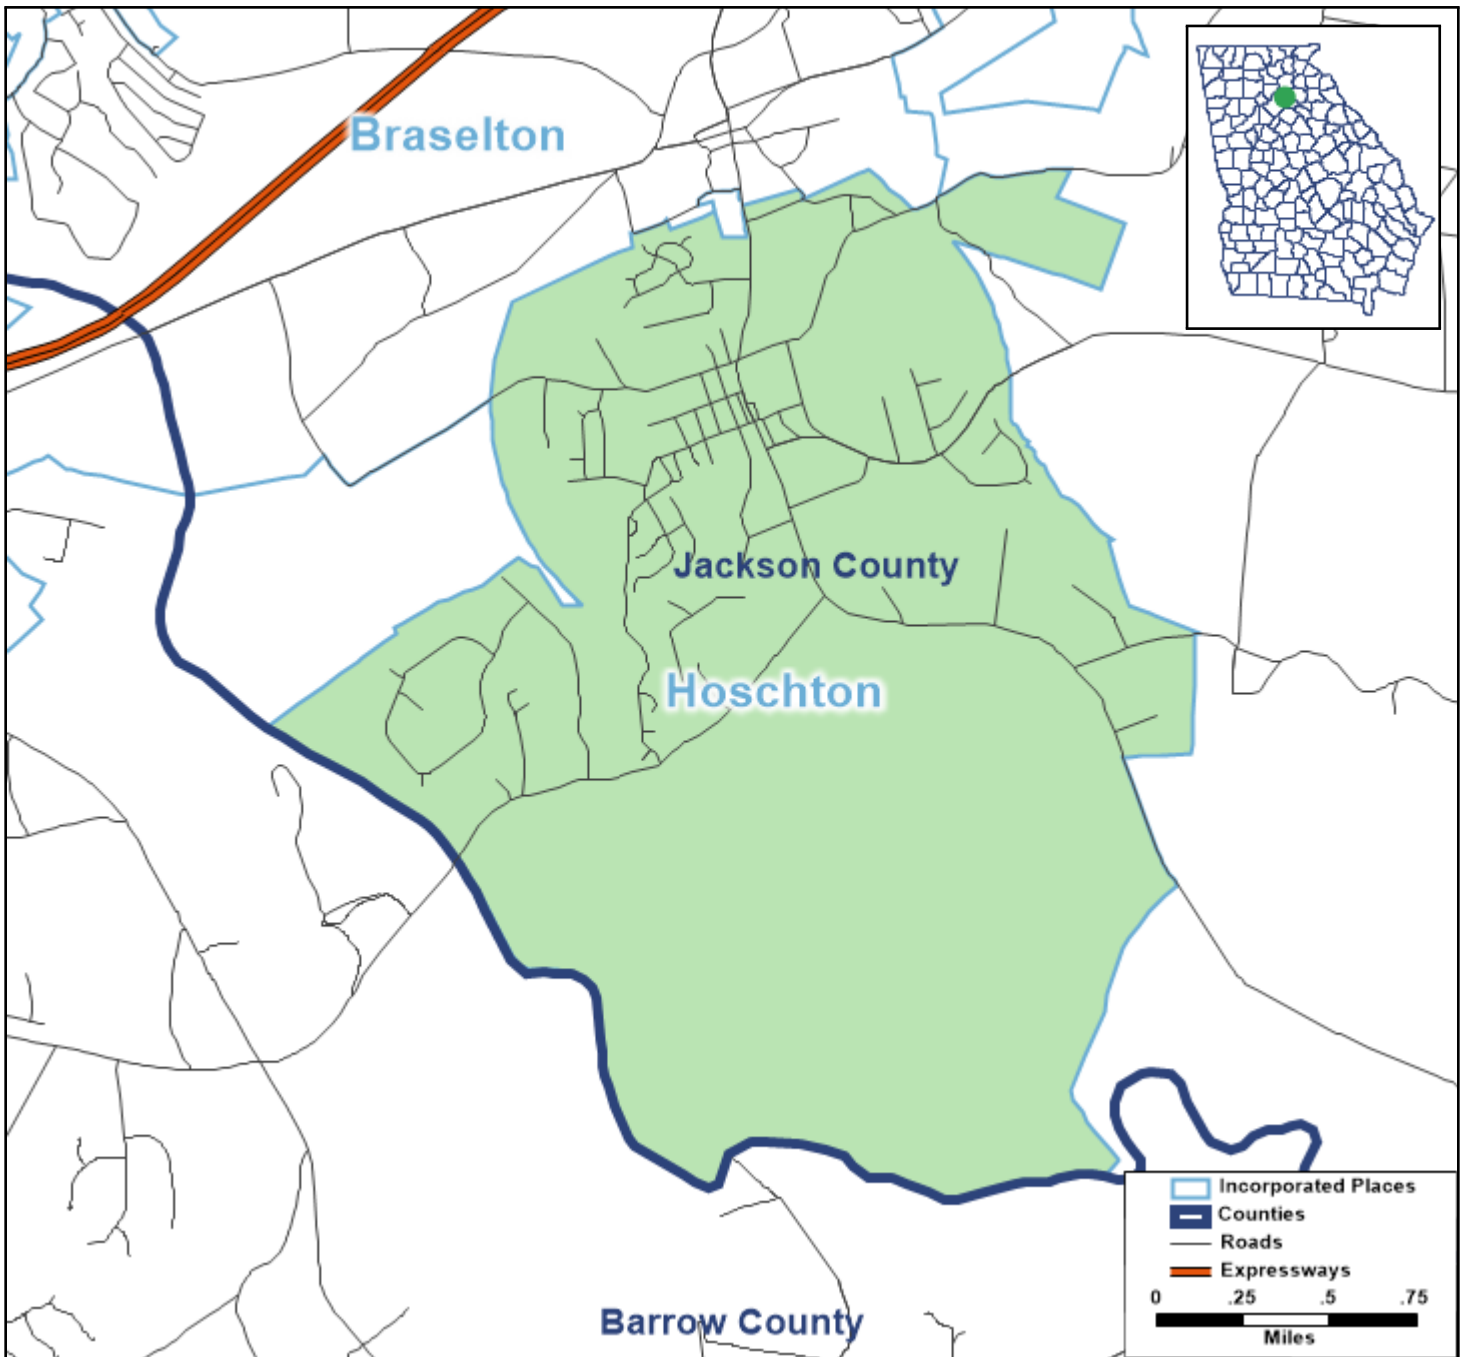 Braselton
Jackson County
Hoschton
Barrow County
Incorporated Places
Counties
Roads
Expressways
0 .25 .5 .75
Miles